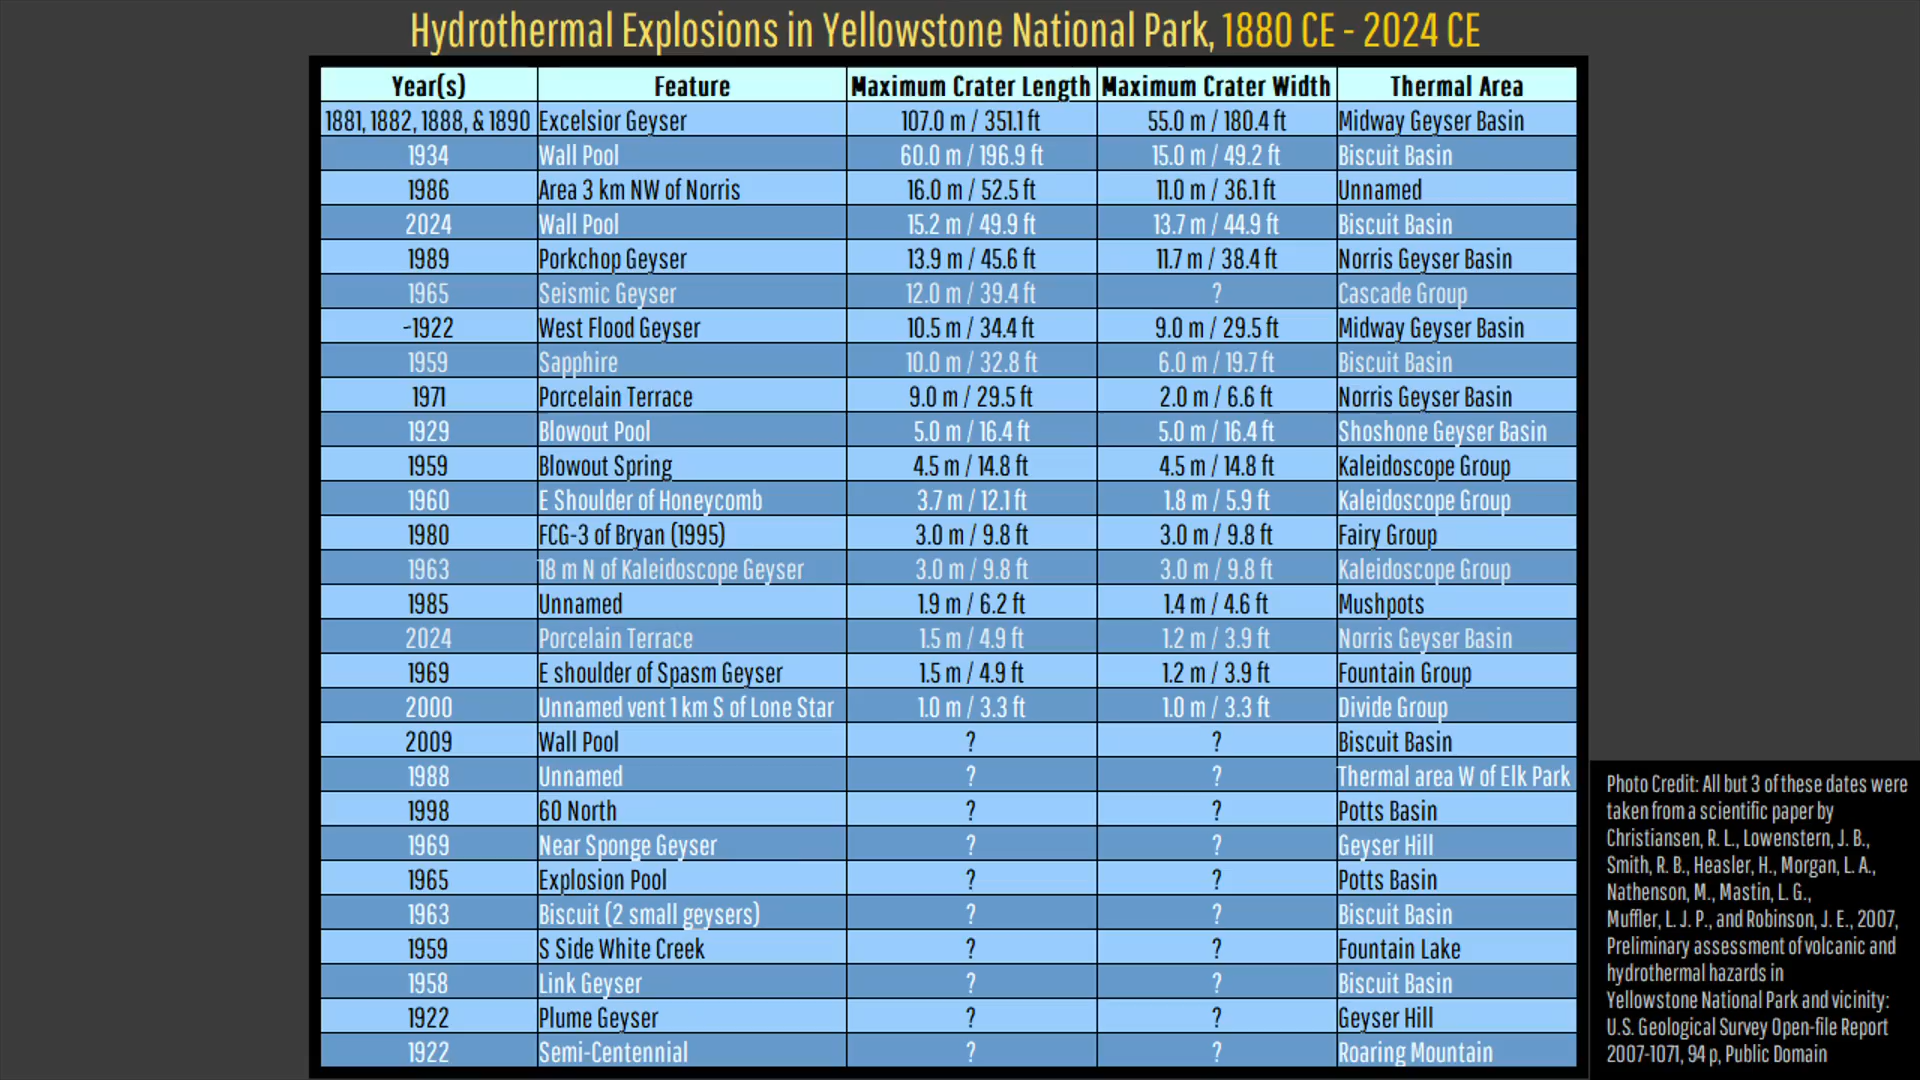 Hydrothermal Explosions in Yellowstone National Park, 1880 CE - 2024 CE
Year(s) Feature Maximum Crater Length Maximum Crater Width Thermal Area
1881, 1882, 1888, & 1890 Excelsior Geyser 107.0 m / 351.1 ft 55.0 m / 180.4 ft Midway Geyser Basin
1934 Wall Pool 60.0 m / 196.9 ft 15.0 m / 49.2 ft Biscuit Basin
1986 Area 3 km NW of Norris 16.0 m / 52.5 ft 11.0 m / 36.1 ft Unnamed
2024 Wall Pool 15.2 m / 49.9 ft 13.7 m / 44.9 ft Biscuit Basin
1989 Porkchop Geyser 13.9 m / 45.6 ft 11.7 m / 38.4 ft Norris Geyser Basin
1965 Seismic Geyser 12.0 m / 39.4 ft ? Cascade Group
~1922 West Flood Geyser 10.5 m / 34.4 ft 9.0 m / 29.5 ft Midway Geyser Basin
1959 Sapphire 10.0 m / 32.8 ft 6.0 m / 19.7 ft Biscuit Basin
1971 Porcelain Terrace 9.0 m / 29.5 ft 2.0 m / 6.6 ft Norris Geyser Basin
1929 Blowout Pool 5.0 m / 16.4 ft 5.0 m / 16.4 ft Shoshone Geyser Basin
1959 Blowout Spring 4.5 m / 14.8 ft 4.5 m / 14.8 ft Kaleidoscope Group
1960 E Shoulder of Honeycomb 3.7 m / 12.1 ft 1.8 m / 5.9 ft Kaleidoscope Group
1980 FCG-3 of Bryan (1995) 3.0 m / 9.8 ft 3.0 m / 9.8 ft Fairy Group
1963 18 m N of Kaleidoscope Geyser 3.0 m / 9.8 ft 3.0 m / 9.8 ft Kaleidoscope Group
1985 Unnamed 1.9 m / 6.2 ft 1.4 m / 4.6 ft Mushpots
2024 Porcelain Terrace 1.5 m / 4.9 ft 1.2 m / 3.9 ft Norris Geyser Basin
1969 E shoulder of Spasm Geyser 1.5 m / 4.9 ft 1.2 m / 3.9 ft Fountain Group
2000 Unnamed vent 1 km S of Lone Star 1.0 m / 3.3 ft 1.0 m / 3.3 ft Divide Group
2009 Wall Pool ? ? Biscuit Basin
1988 Unnamed ? ? Thermal area W of Elk Park
1998 60 North ? ? Potts Basin
1969 Near Sponge Geyser ? ? Geyser Hill
1965 Explosion Pool ? ? Potts Basin
1963 Biscuit (2 small geysers) ? ? Biscuit Basin
1959 S Side White Creek ? ? Fountain Lake
1958 Link Geyser ? ? Biscuit Basin
1922 Plume Geyser ? ? Geyser Hill
1922 Semi-Centennial ? ? Roaring Mountain
Photo Credit: All but 3 of these dates were
taken from a scientific paper by
Christiansen, R. L., Lowenstern, J. B.,
Smith, R. B., Heasler, H., Morgan, L. A.,
Nathenson, M., Mastin, L. G.,
Muffler, L. J. P., and Robinson, J. E., 2007,
Preliminary assessment of volcanic and
hydrothermal hazards in
Yellowstone National Park and vicinity:
U.S. Geological Survey Open-file Report
2007-1071, 94 p, Public Domain